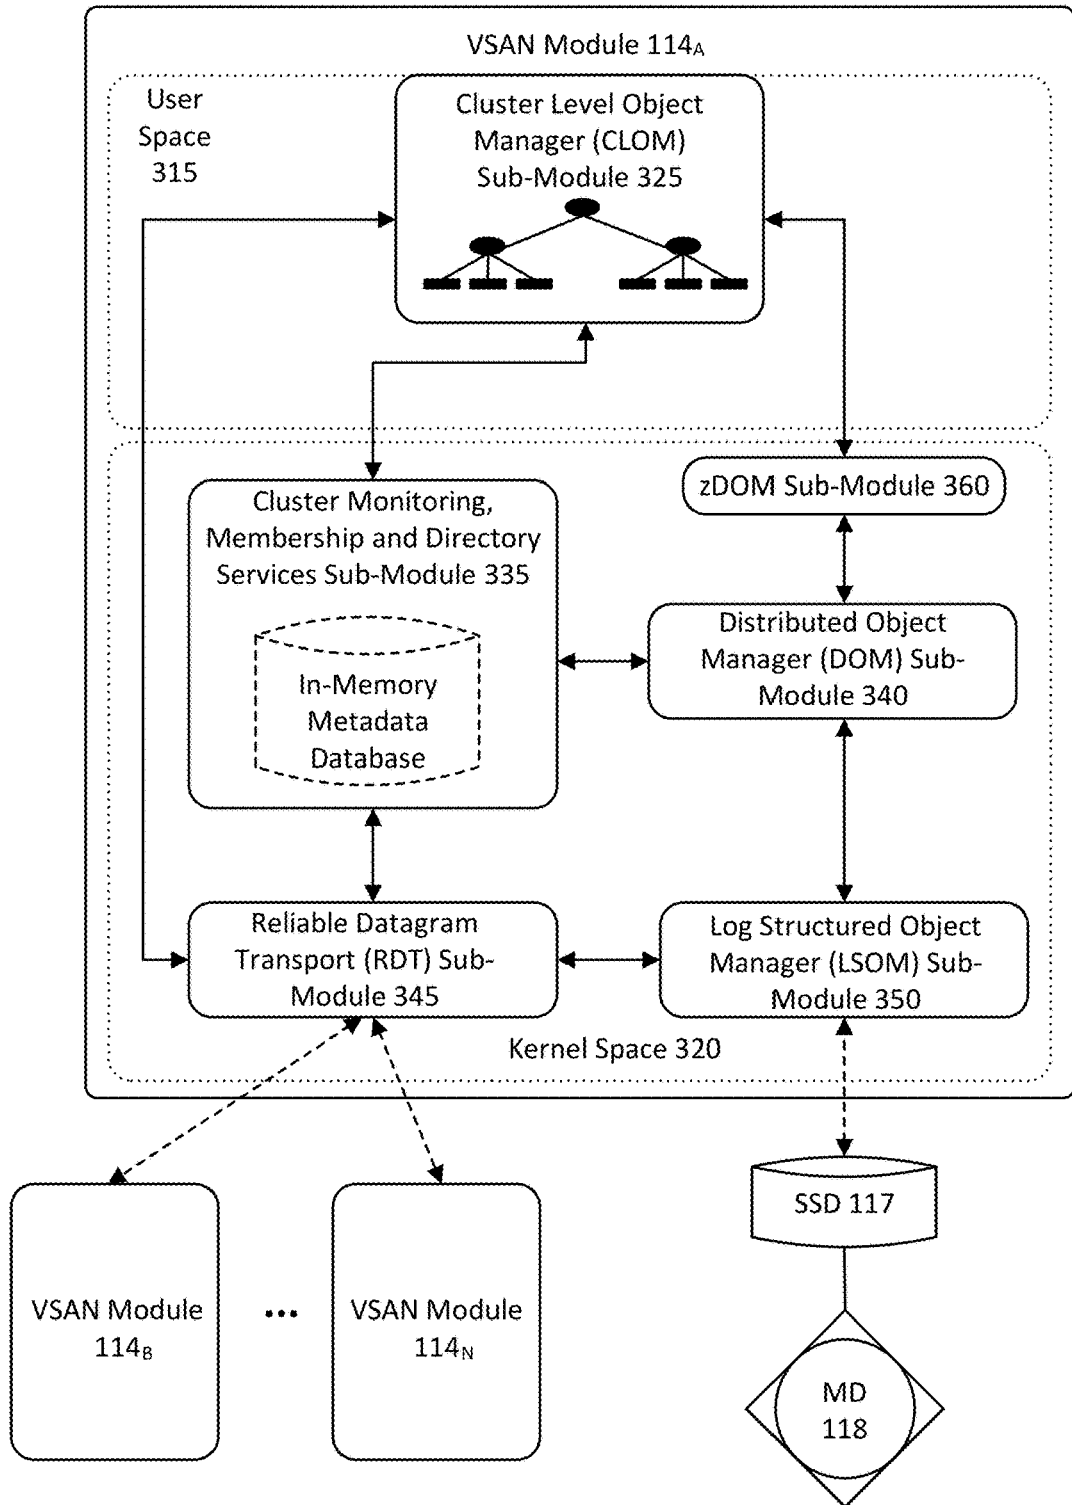 VSAN Module 114A
User
Space
315
Cluster Level Object
Manager (CLOM)
Sub-Module 325
zDOM Sub-Module 360
Cluster Monitoring,
Membership and Directory
Services Sub-Module 335
In-Memory
Metadata
Database
Distributed Object
Manager (DOM) Sub-
Module 340
Reliable Datagram
Transport (RDT) Sub-
Module 345
Log Structured Object
Manager (LSOM) Sub-
Module 350
Kernel Space 320
VSAN Module
114B
...
VSAN Module
114N
SSD 117
MD
118